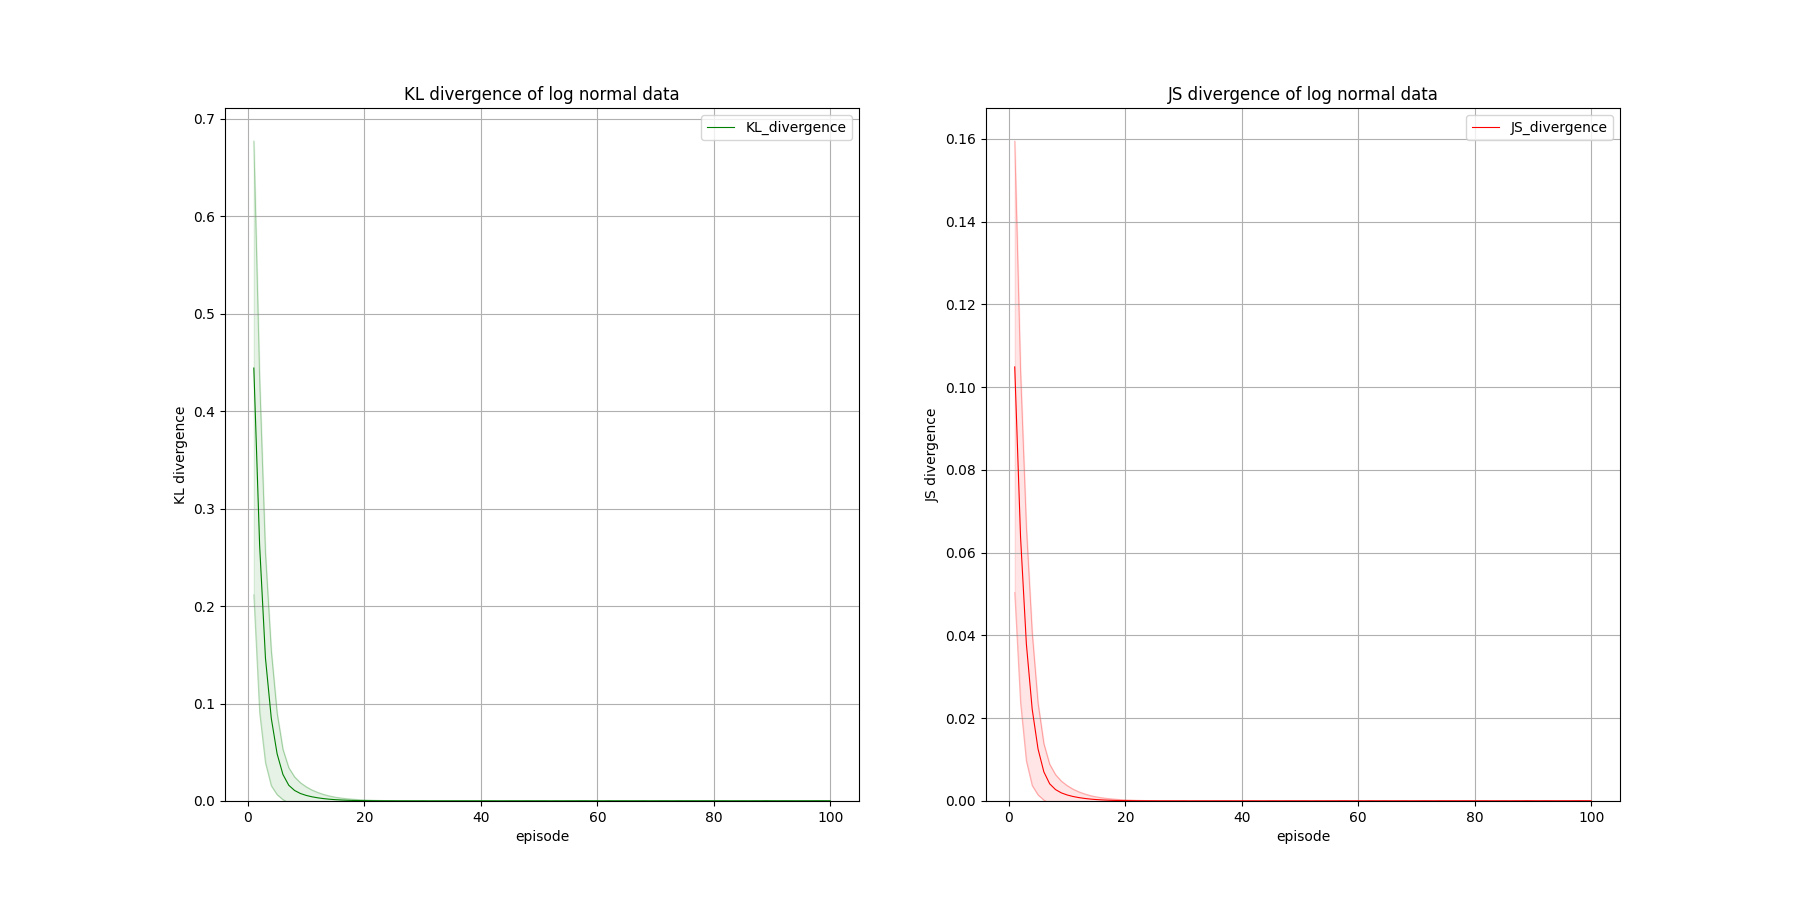 KL divergence of log normal data
KL_divergence
KL divergence
0.7
0.6
0.5
0.4
0.3
0.2
0.1
0.0
0 20 40 60 80 100
episode
JS divergence of log normal data
JS_divergence
JS divergence
0.16
0.14
0.12
0.10
0.08
0.06
0.04
0.02
0.00
0 20 40 60 80 100
episode